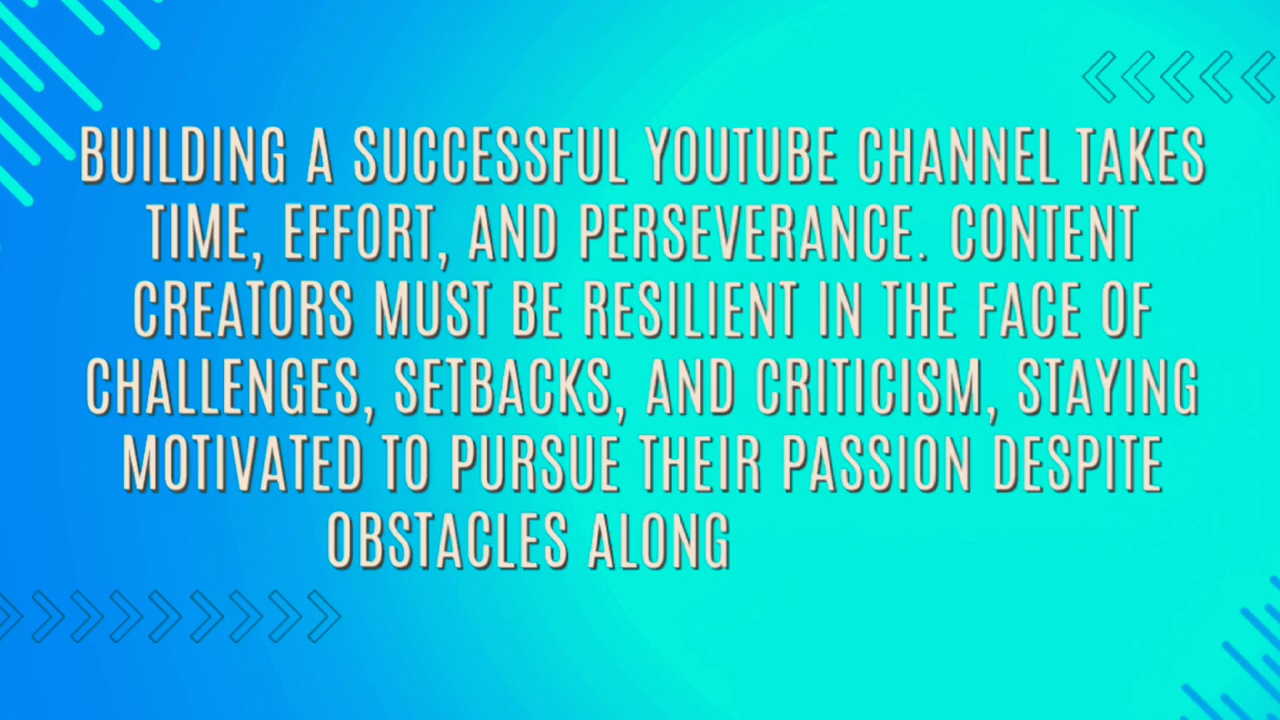 BUILDING A SUCCESSFUL YOUTUBE CHANNEL TAKES
TIME, EFFORT, AND PERSEVERANCE. CONTENT
CREATORS MUST BE RESILIENT IN THE FACE OF
CHALLENGES, SETBACKS, AND CRITICISM, STAYING
MOTIVATED TO PURSUE THEIR PASSION DESPITE
OBSTACLES ALONG